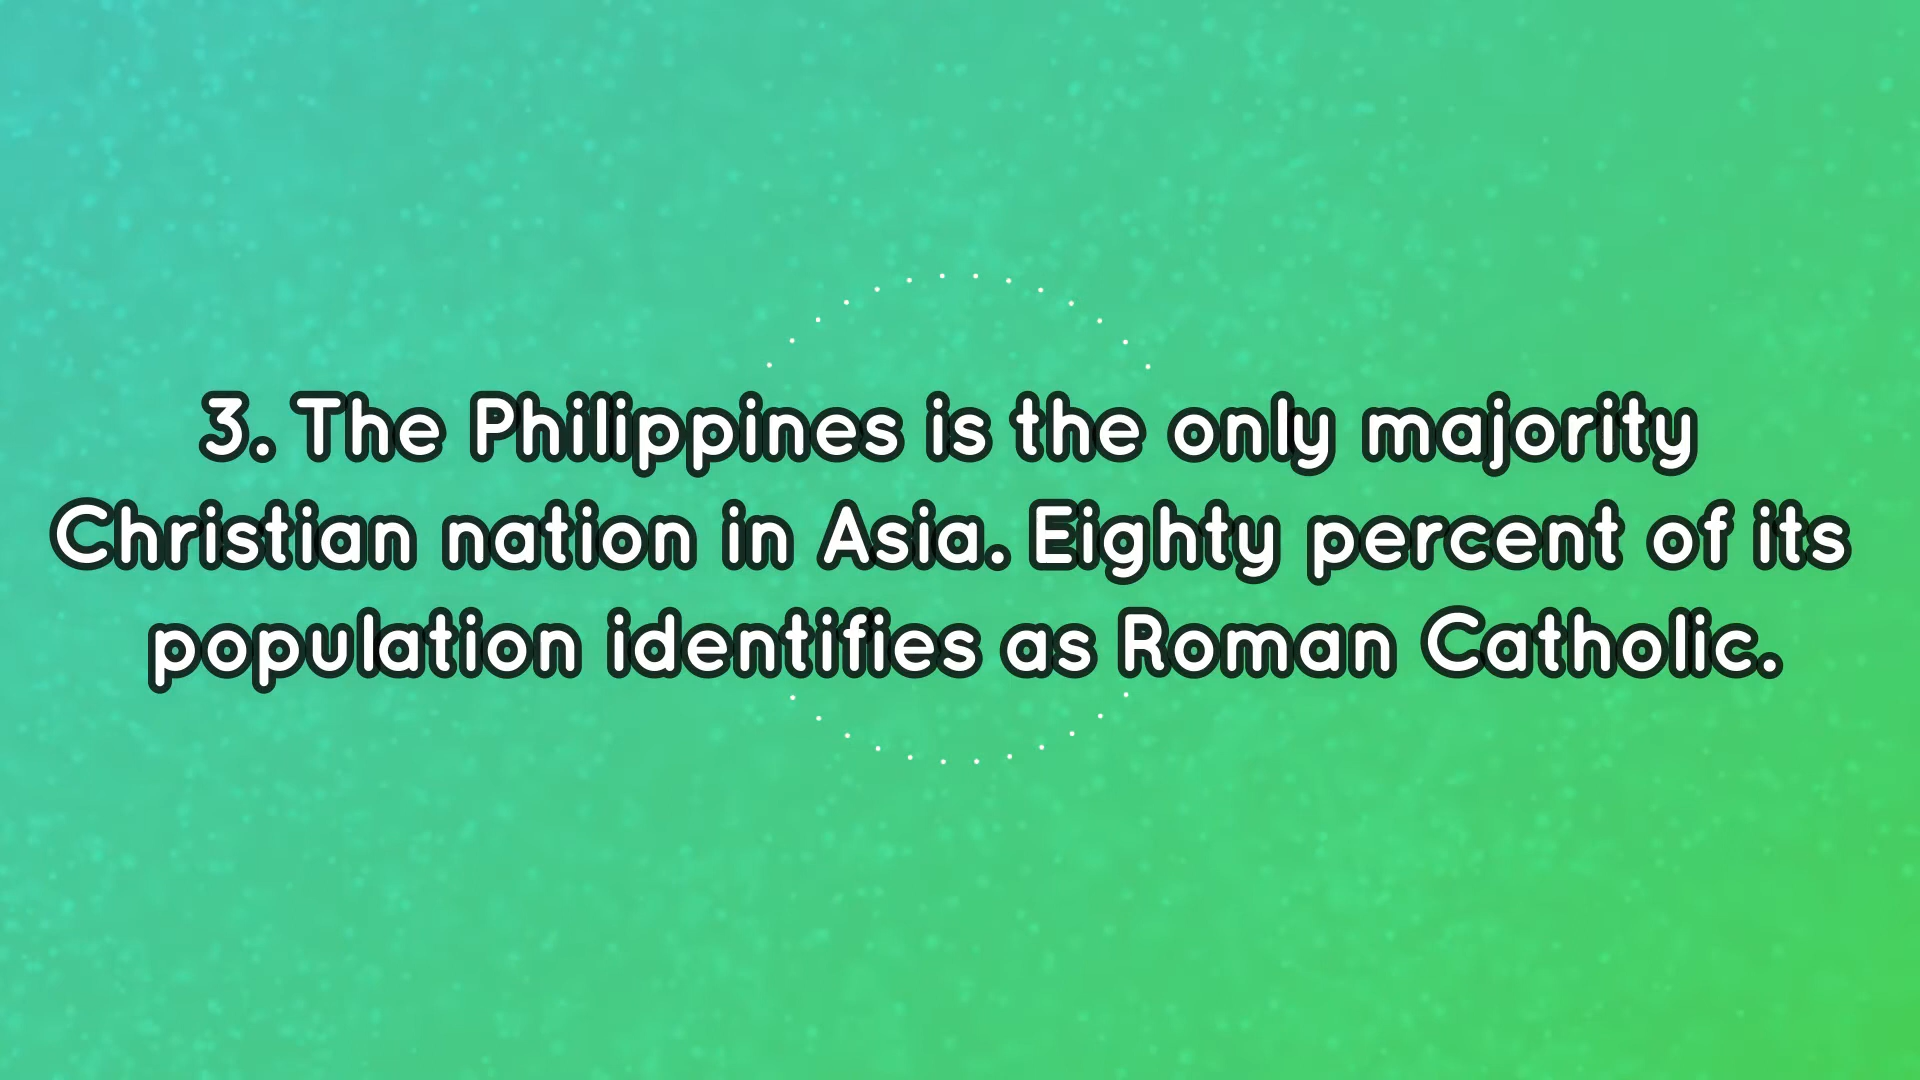 3. The Philippines is the only majority
Christian nation in Asia. Eighty percent of its
population identifies as Roman Catholic.